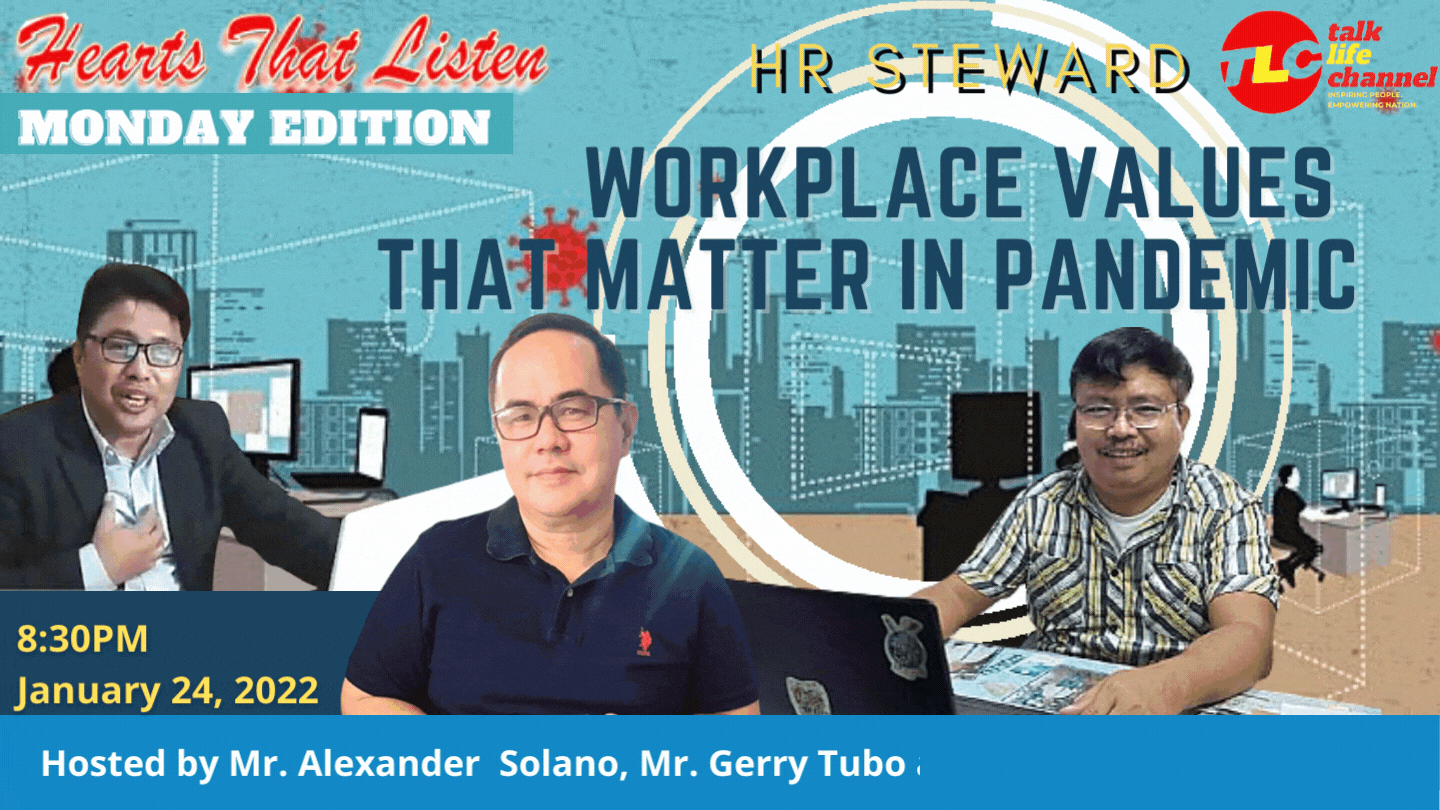 Hearts That Listen
MONDAY EDITION
HR STEWARD
TLC
talk
life
channel
INSPIRING PEOPLE.
EMPOWERING NATION.
WORKPLACE VALUES
THAT MATTER IN PANDEMIC
8:30PM
January 24, 2022
Hosted by Mr. Alexander Solano, Mr. Gerry Tubo